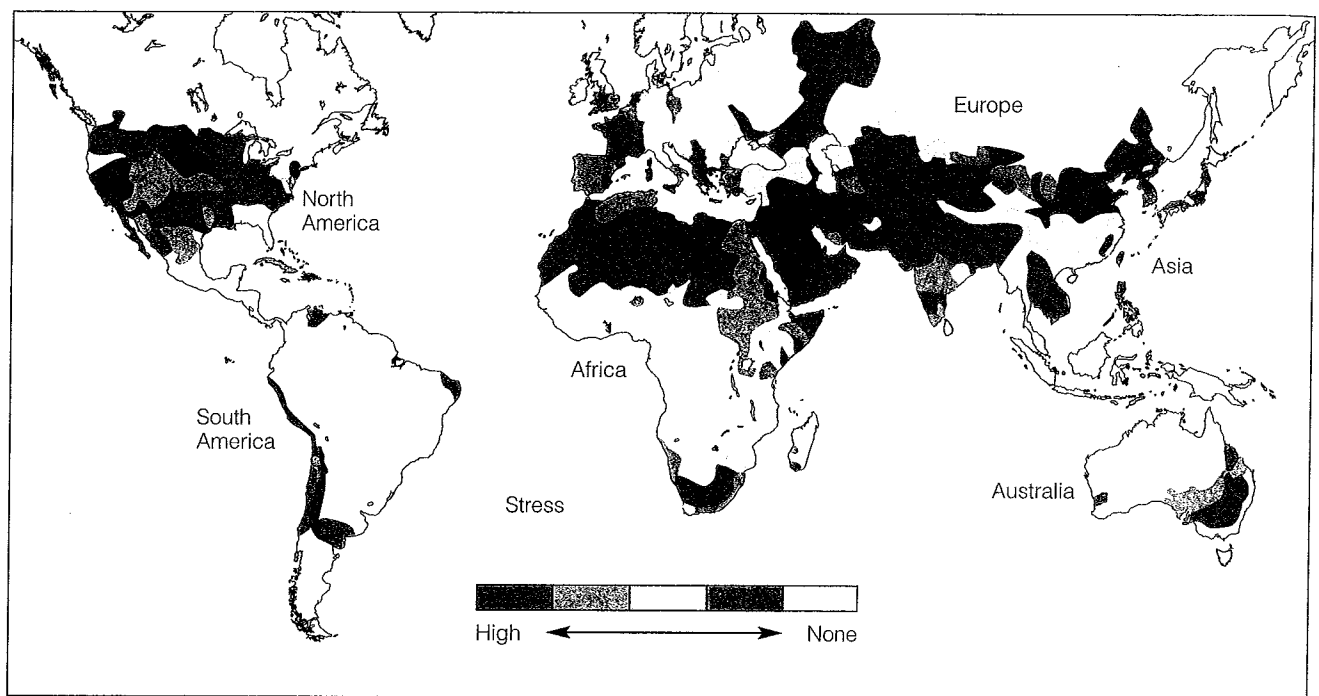 Europe
North
America
Asia
Africa
South
America
Australia
Stress
High
None